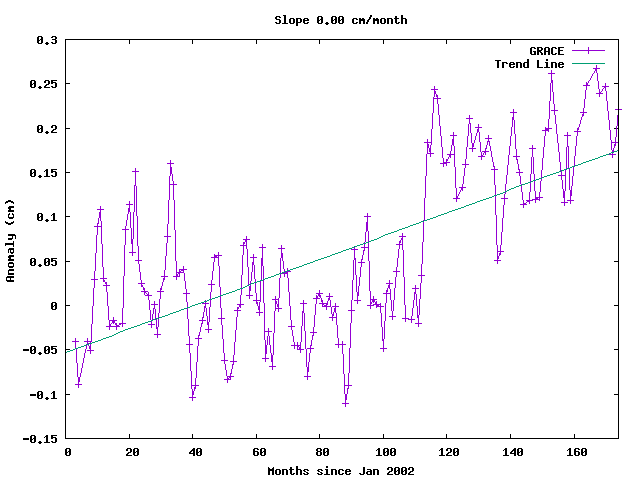 Slope 0.00 cm/month
0.3
GRACE
Trend Line
0.25
0.2
0.15
0.1
0.05
0
-0.05
-0.1
-0.15
Anomaly (cm)
0 20 40 60 80 100 120 140 160
Months since Jan 2002